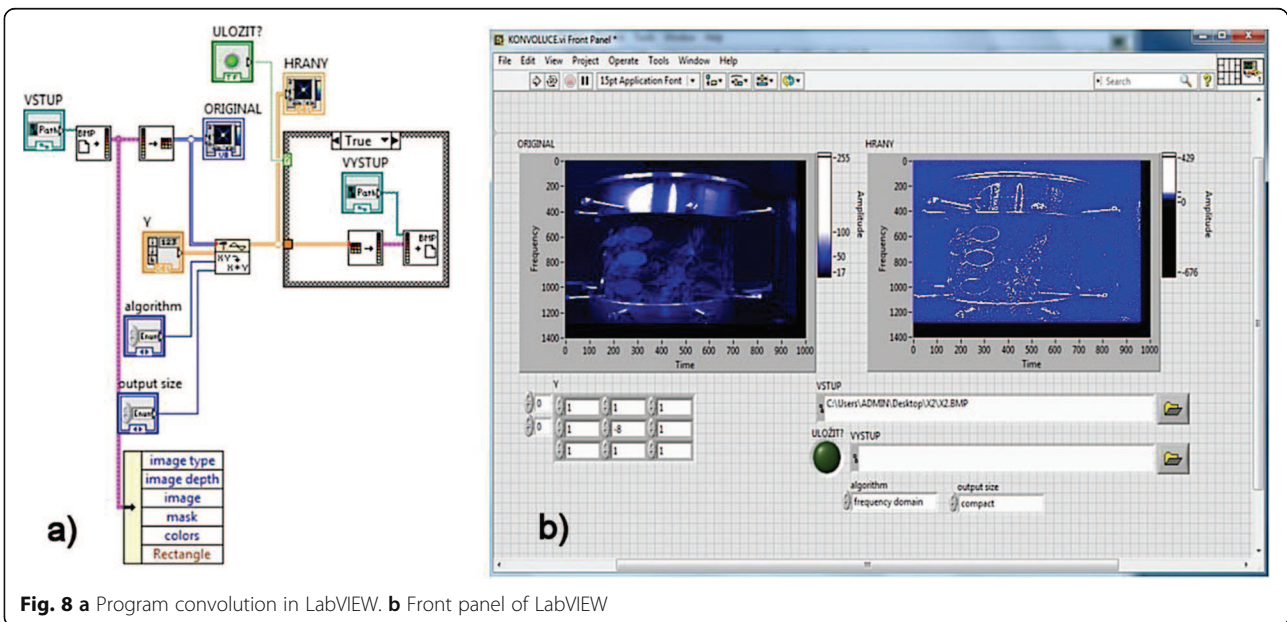 ULOZIT?
HRANY
VSTUP
ORIGINAL
Path
BMP
True
VYSTUP
Path
BMP
Y
123
algorithm
Enum
output size
Enum
image type
image depth
image
mask
colors
Rectangle
a)
KONVOLUCE.vi Front Panel *
File Edit View Project Operate Tools Window Help
15pt Application Font
Search
ORIGINAL
HRANY
Frequency
0
200
400
600
800
1000
1200
1400
0 100 200 300 400 500 600 700 800 900 1000
Time
255
100
50
17
Amplitude
Frequency
0
200
400
600
800
1000
1200
1400
0 100 200 300 400 500 600 700 800 900 1000
Time
429
0
-676
Amplitude
Y
0 1 1 1
0 1 -8 1
1 1 1
VSTUP
C:\Users\ADMIN\Desktop\X2\X2.BMP
ULOŽIT? VYSTUP
algorithm output size
frequency domain compact
b)
Fig. 8 a Program convolution in LabVIEW. b Front panel of LabVIEW